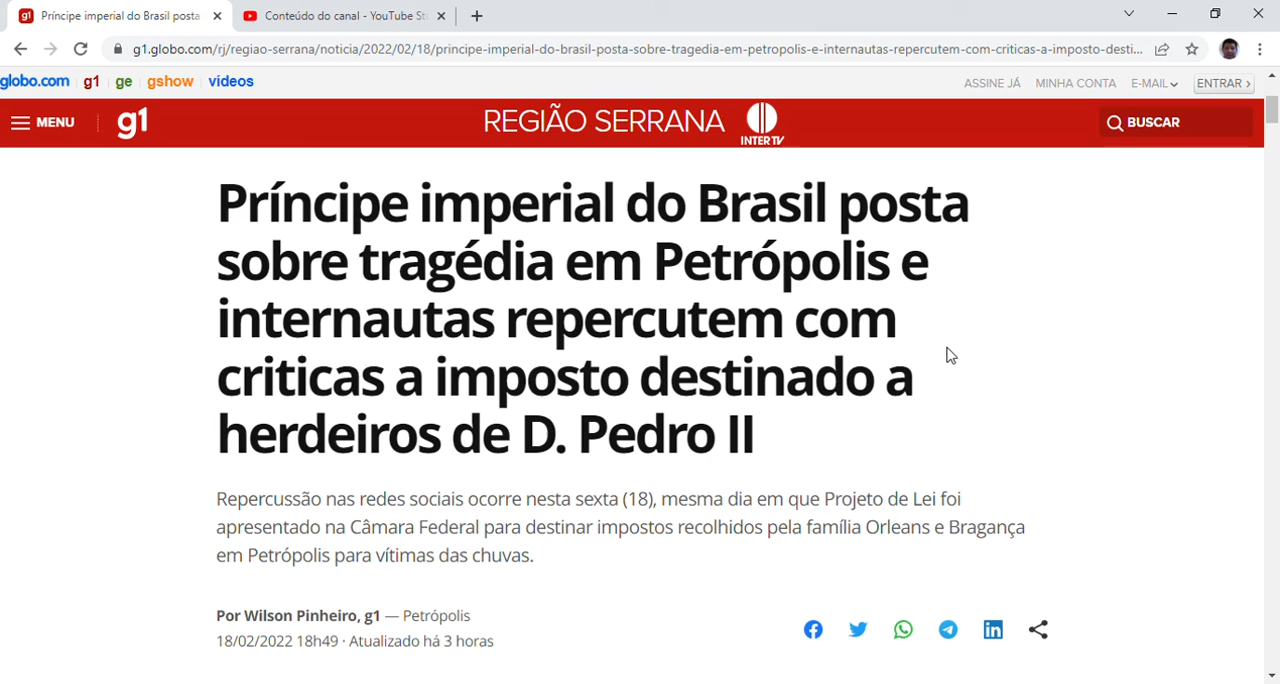 Príncipe imperial do Brasil posta
Conteúdo do canal - YouTube St
g1.globo.com/rj/regiao-serrana/noticia/2022/02/18/principe-imperial-do-brasil-posta-sobre-tragedia-em-petropolis-e-internautas-repercutem-com-criticas-a-imposto-desti...
globo.com g1 ge gshow vídeos ASSINE JÁ MINHA CONTA E-MAIL ENTRAR ›
MENU g1 REGIÃO SERRANA INTER TV BUSCAR
Príncipe imperial do Brasil posta
sobre tragédia em Petrópolis e
internautas repercutem com
criticas a imposto destinado a
herdeiros de D. Pedro II
Repercussão nas redes sociais ocorre nesta sexta (18), mesma dia em que Projeto de Lei foi
apresentado na Câmara Federal para destinar impostos recolhidos pela família Orleans e Bragança
em Petrópolis para vítimas das chuvas.
Por Wilson Pinheiro, g1 — Petrópolis
18/02/2022 18h49 · Atualizado há 3 horas